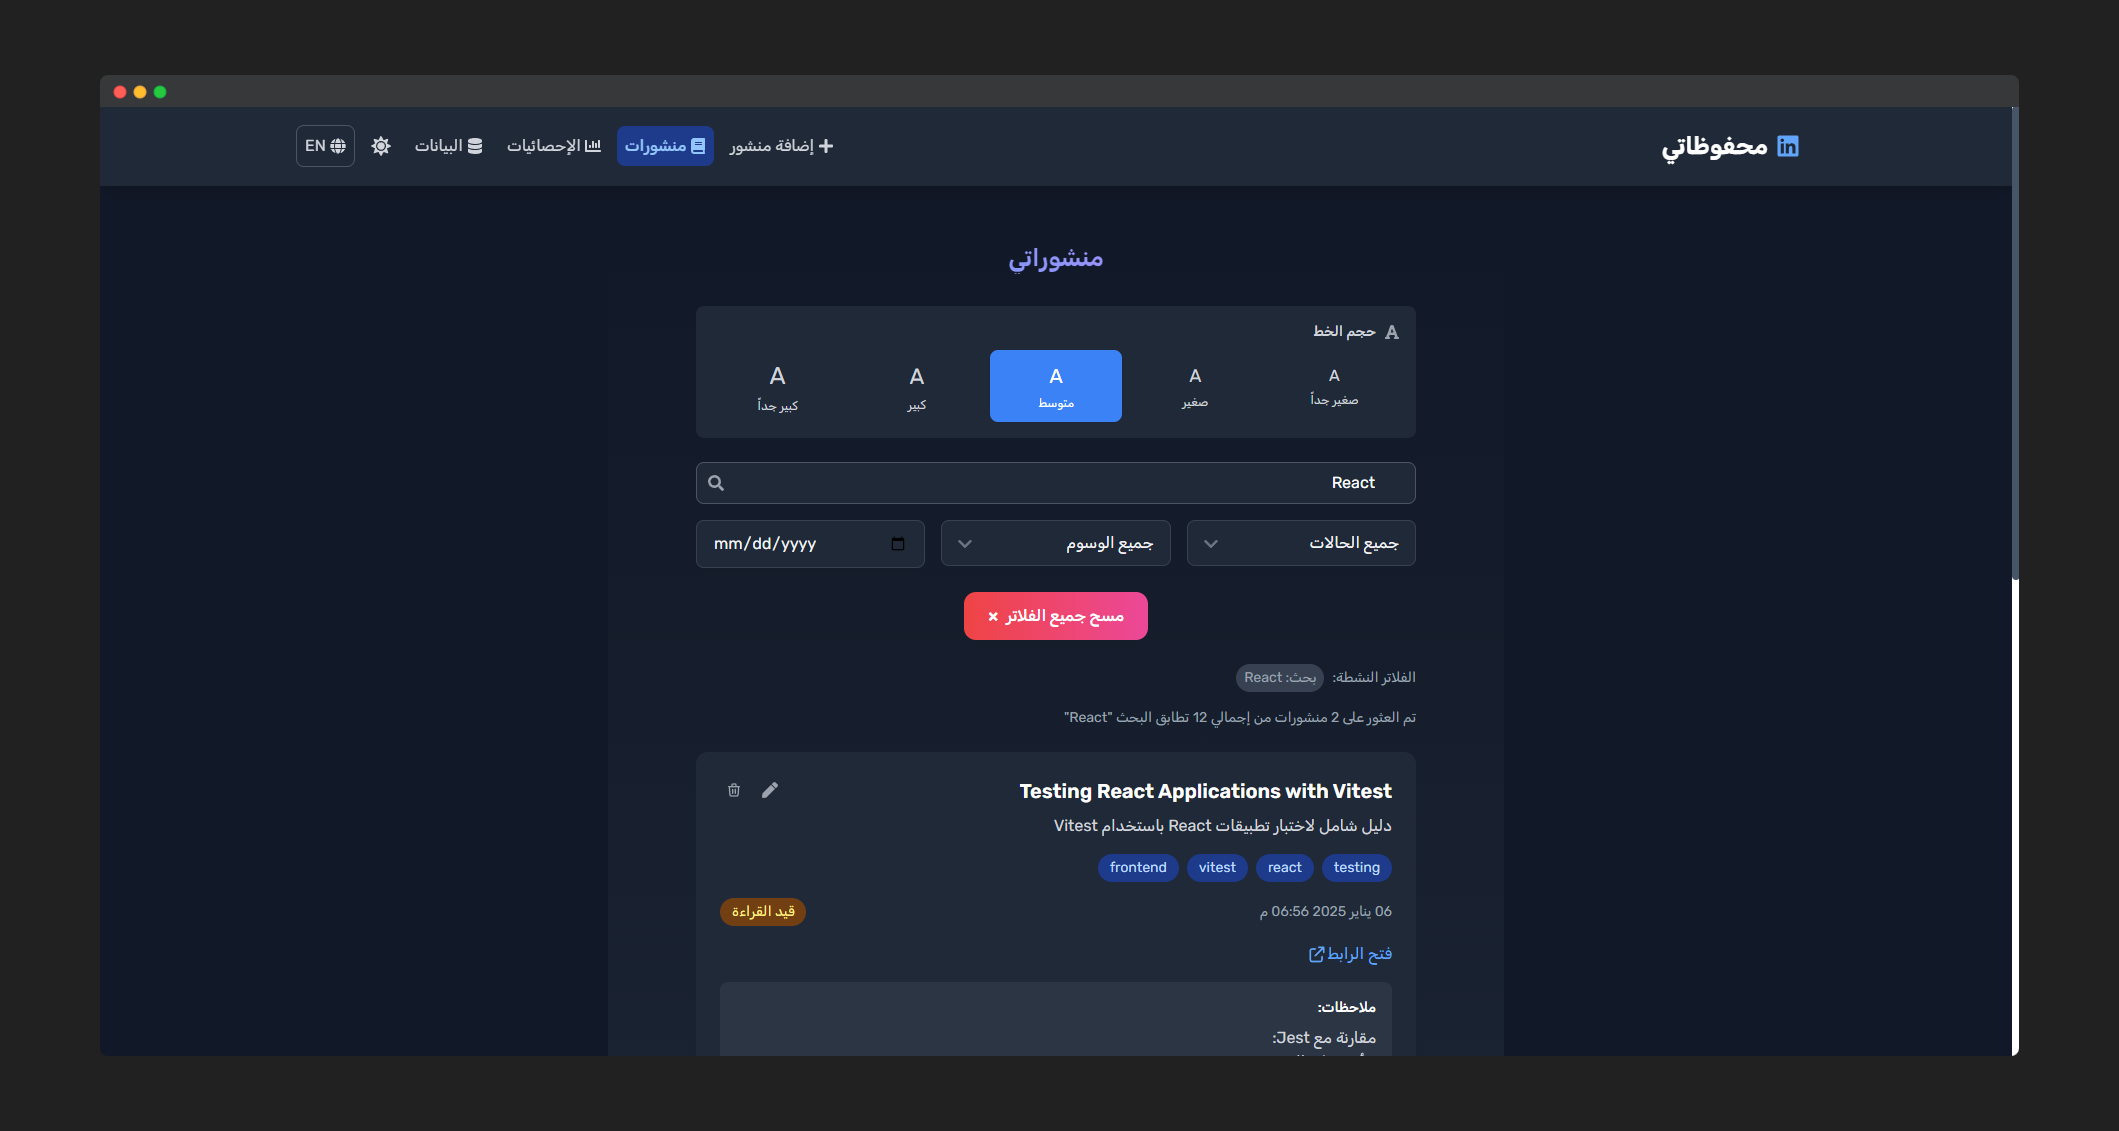 محفوظاتي
إضافة منشور
منشورات
الإحصائيات
البيانات
EN
منشوراتي
حجم الخط
A صغير جداً
A صغير
A متوسط
A كبير
A كبير جداً
React
جميع الحالات
جميع الوسوم
mm/dd/yyyy
مسح جميع الفلاتر ×
الفلاتر النشطة: بحث: React
تم العثور على 2 منشورات من إجمالي 12 تطابق البحث "React"
Testing React Applications with Vitest
دليل شامل لاختبار تطبيقات React باستخدام Vitest
testing react vitest frontend
06 يناير 2025 06:56 م
قيد القراءة
فتح الرابط
ملاحظات:
مقارنة مع Jest: